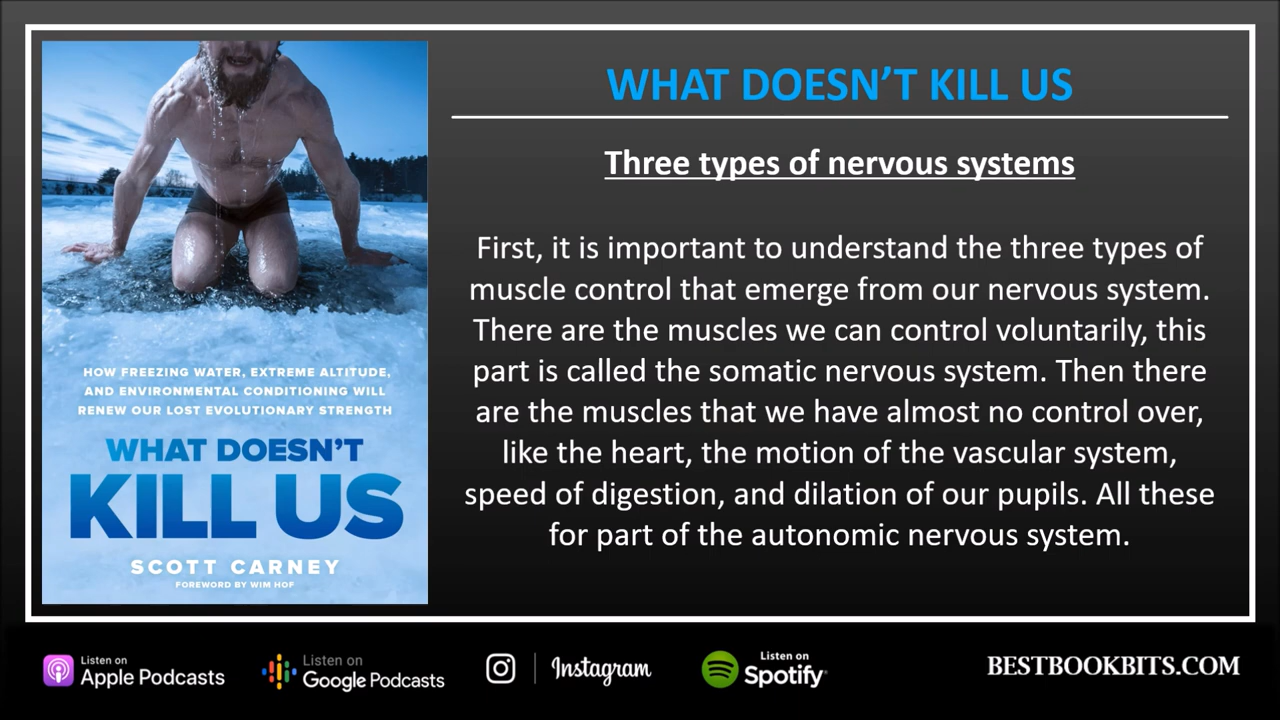 HOW FREEZING WATER, EXTREME ALTITUDE,
AND ENVIRONMENTAL CONDITIONING WILL
RENEW OUR LOST EVOLUTIONARY STRENGTH
WHAT DOESN'T
KILL US
SCOTT CARNEY
FOREWORD BY WIM HOF
WHAT DOESN'T KILL US
Three types of nervous systems
First, it is important to understand the three types of
muscle control that emerge from our nervous system.
There are the muscles we can control voluntarily, this
part is called the somatic nervous system. Then there
are the muscles that we have almost no control over,
like the heart, the motion of the vascular system,
speed of digestion, and dilation of our pupils. All these
for part of the autonomic nervous system.
Listen on
Apple Podcasts
Listen on
Google Podcasts
Instagram
Listen on
Spotify
BESTBOOKBITS.COM